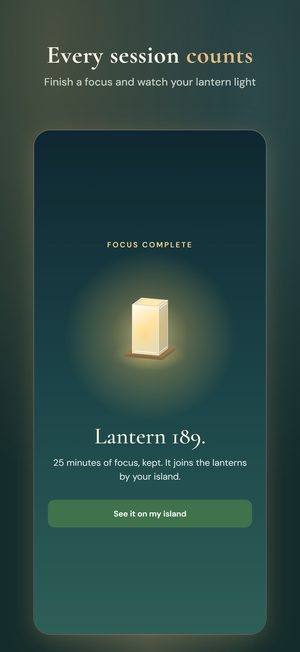 Every session counts
Finish a focus and watch your lantern light
FOCUS COMPLETE
Lantern 189.
25 minutes of focus, kept. It joins the lanterns
by your island.
See it on my island